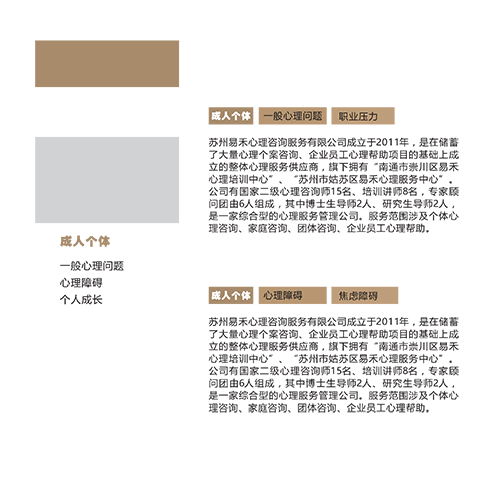 成人个体
一般心理问题
心理障碍
个人成长
成人个体 一般心理问题 职业压力
苏州易禾心理咨询服务有限公司成立于2011年，是在储蓄
了大量心理个案咨询、企业员工心理帮助项目的基础上成
立的整体心理服务供应商，旗下拥有“南通市崇川区易禾
心理培训中心”、“苏州市姑苏区易禾心理服务中心”。
公司有国家二级心理咨询师15名、培训讲师8名，专家顾
问团由6人组成，其中博士生导师2人、研究生导师2人，
是一家综合型的心理服务管理公司。服务范围涉及个体心
理咨询、家庭咨询、团体咨询、企业员工心理帮助。
成人个体 心理障碍 焦虑障碍
苏州易禾心理咨询服务有限公司成立于2011年，是在储蓄
了大量心理个案咨询、企业员工心理帮助项目的基础上成
立的整体心理服务供应商，旗下拥有“南通市崇川区易禾
心理培训中心”、“苏州市姑苏区易禾心理服务中心”。
公司有国家二级心理咨询师15名、培训讲师8名，专家顾
问团由6人组成，其中博士生导师2人、研究生导师2人，
是一家综合型的心理服务管理公司。服务范围涉及个体心
理咨询、家庭咨询、团体咨询、企业员工心理帮助。